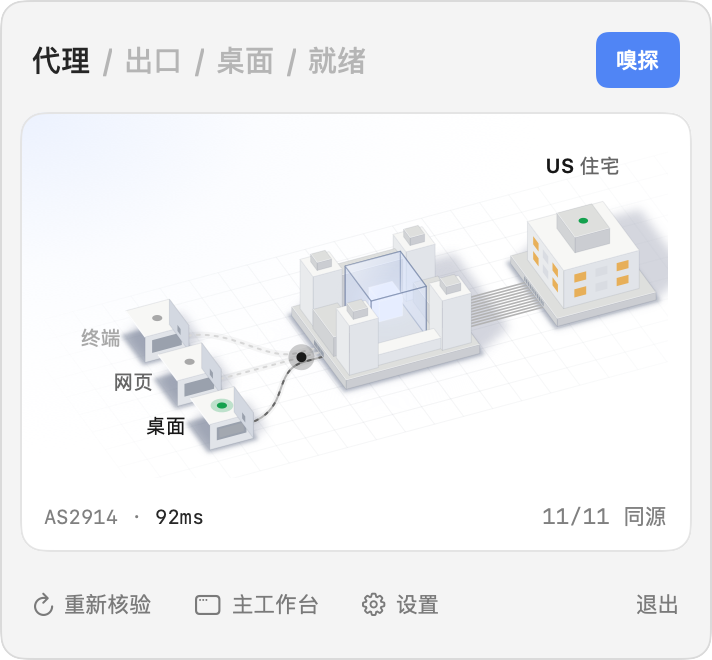 代理 / 出口 / 桌面 / 就绪
嗅探
US 住宅
终端
网页
桌面
AS2914 · 92ms
11/11 同源
重新核验
主工作台
设置
退出